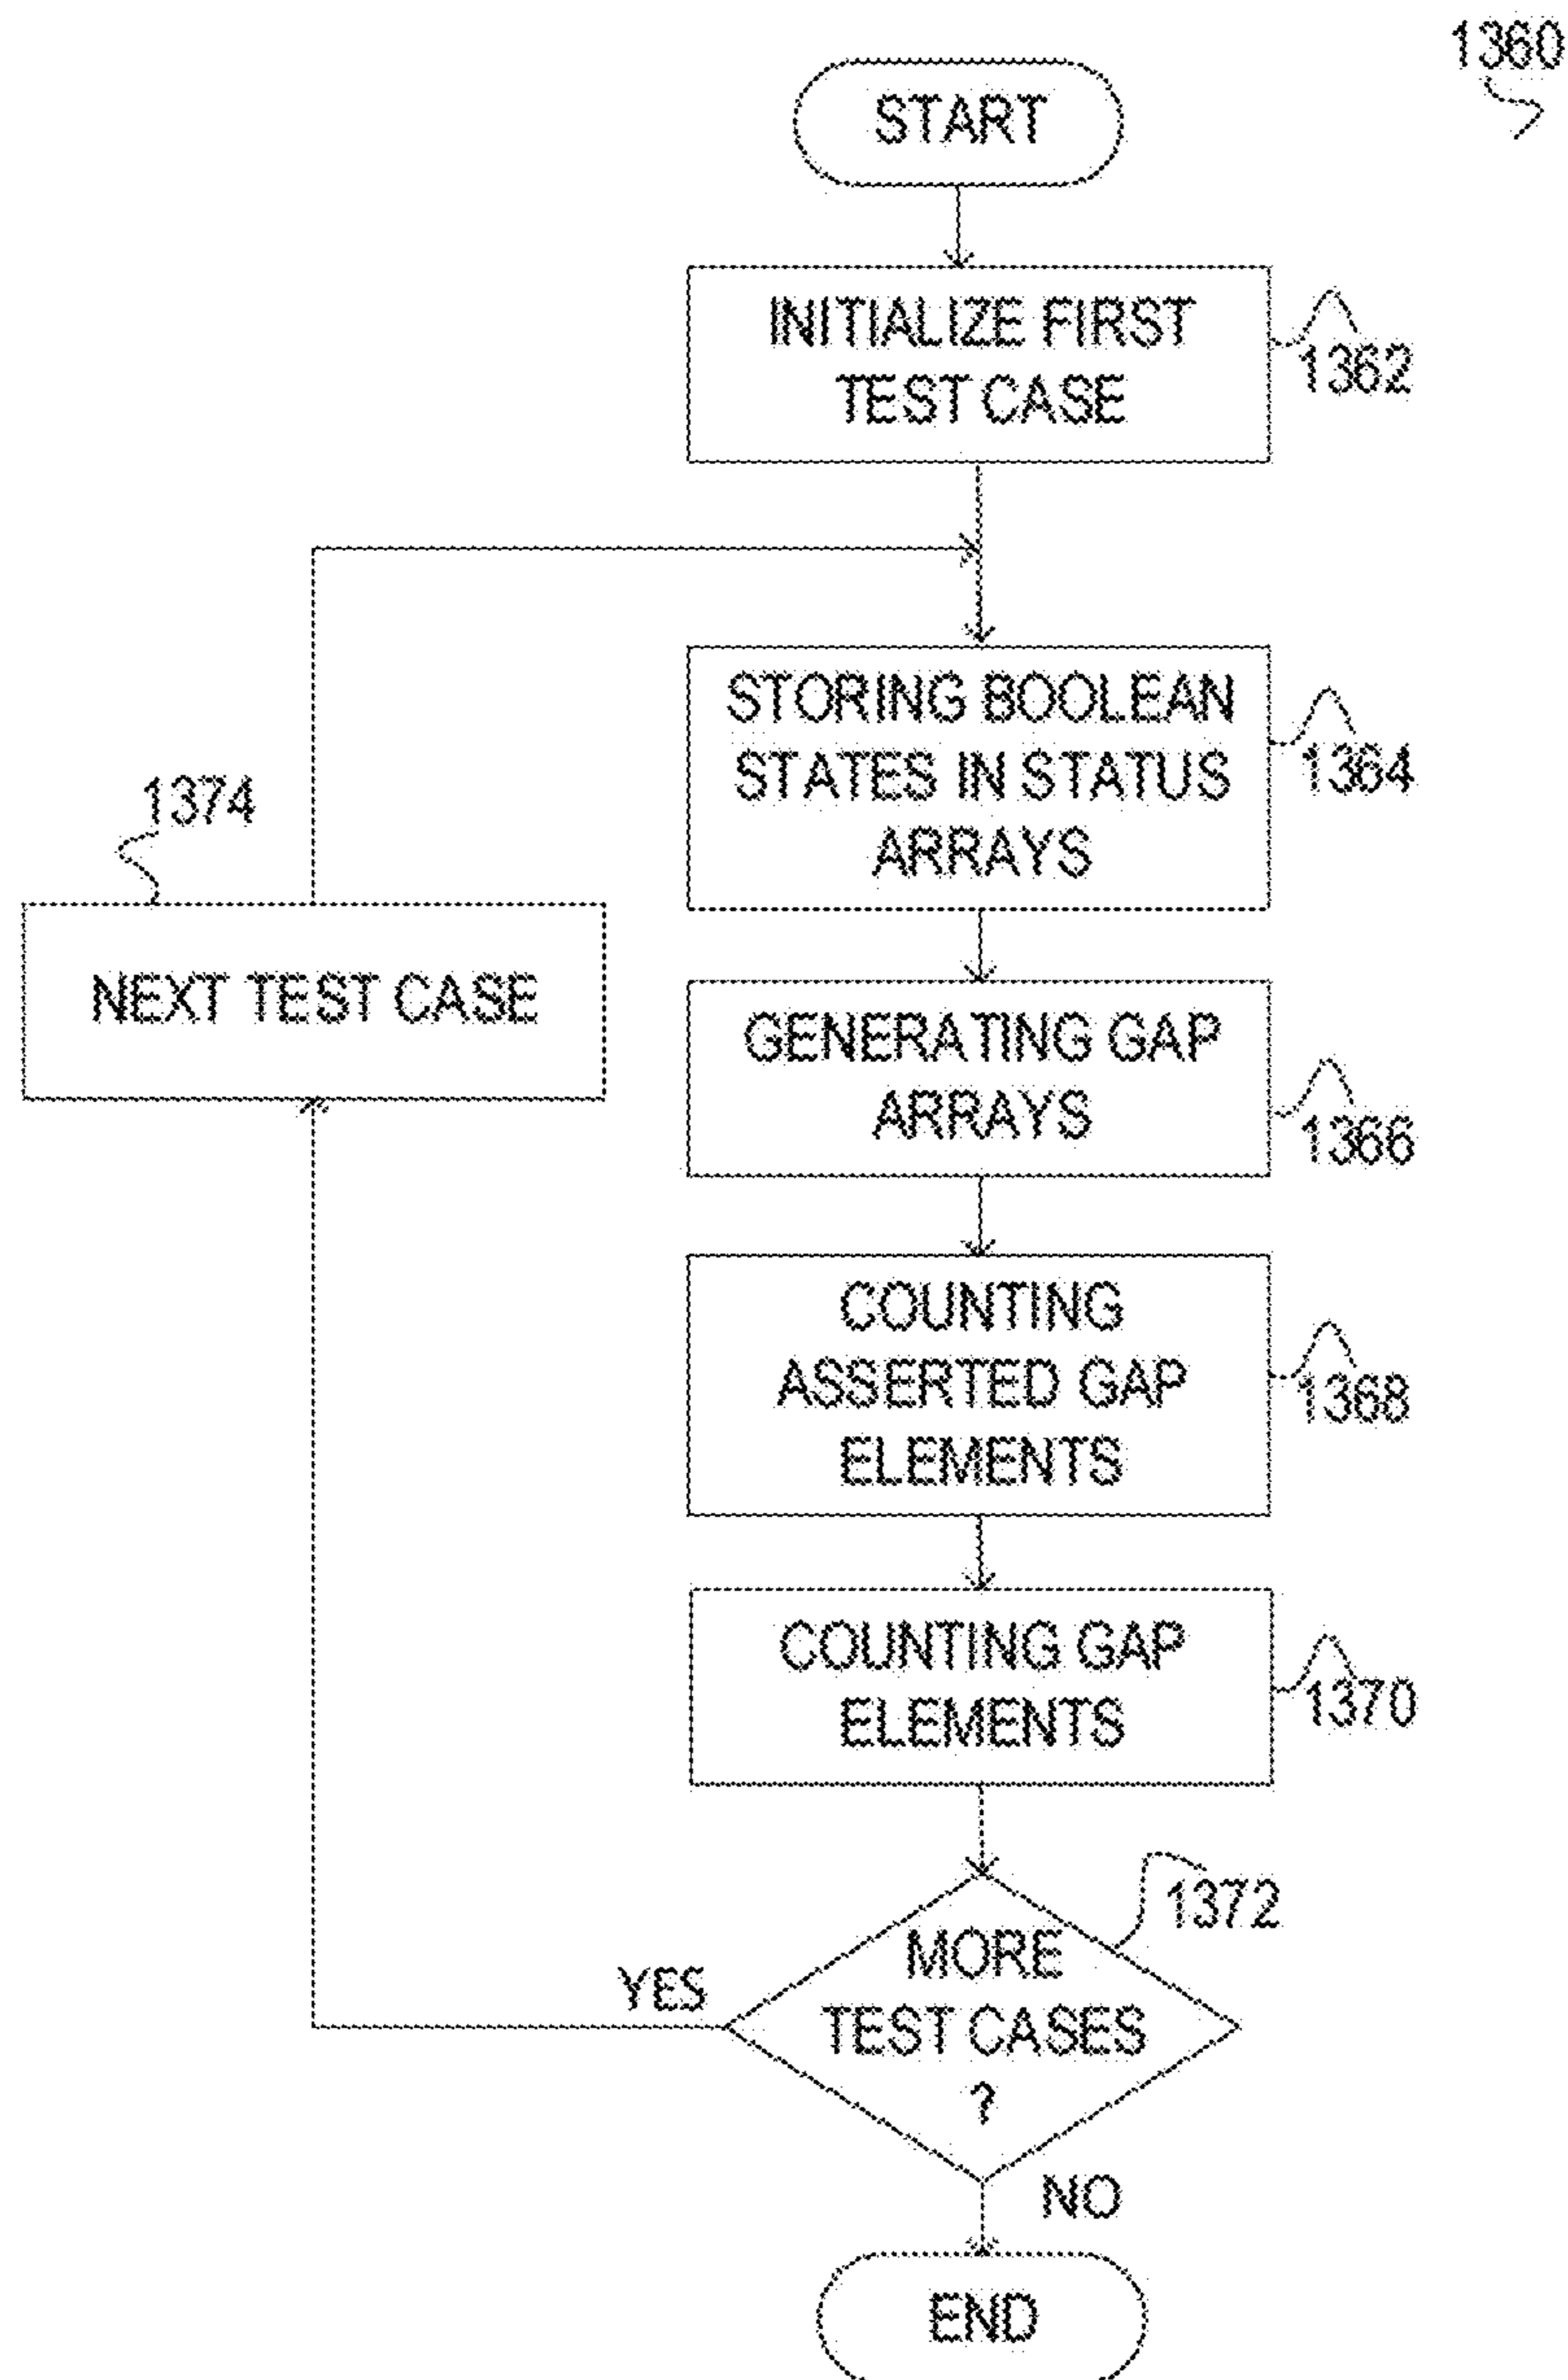 1360
START
INITIALIZE FIRST
TEST CASE
1362
STORING BOOLEAN
STATES IN STATUS
ARRAYS
1364
1374
NEXT TEST CASE
GENERATING GAP
ARRAYS
1366
COUNTING
ASSERTED GAP
ELEMENTS
1368
COUNTING GAP
ELEMENTS
1370
1372
MORE
TEST CASES
?
YES
NO
END